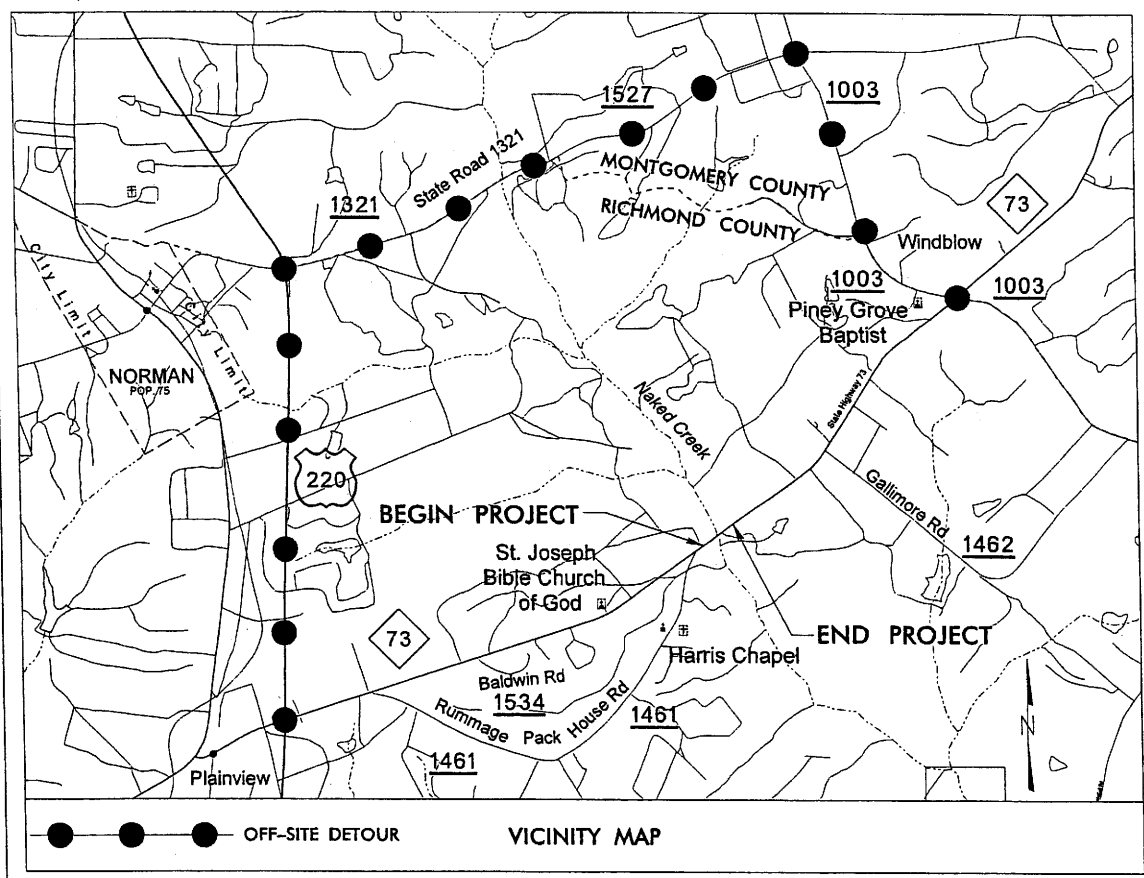 1527
1003
State Road 1321
MONTGOMERY COUNTY
1321
RICHMOND COUNTY
73
Windblow
City Limit
City Limit
1003
1003
Piney Grove
Baptist
NORMAN
POP. 75
State Highway 73
Naked Creek
220
Gallimore Rd
BEGIN PROJECT
1462
St. Joseph
Bible Church
of God
73
END PROJECT
Harris Chapel
Baldwin Rd
1534
Rummage Pack House Rd
1461
N
1461
Plainview
OFF-SITE DETOUR
VICINITY MAP